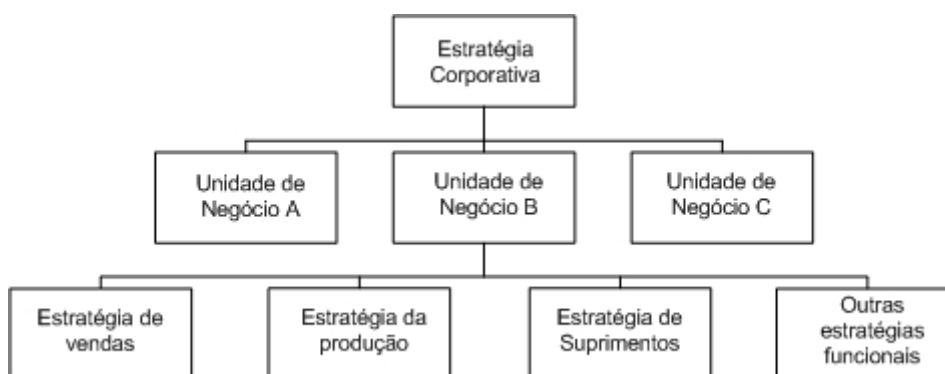 Estratégia
Corporativa
Unidade de
Negócio A
Unidade de
Negócio B
Unidade de
Negócio C
Estratégia de
vendas
Estratégia da
produção
Estratégia de
Suprimentos
Outras
estratégias
funcionais